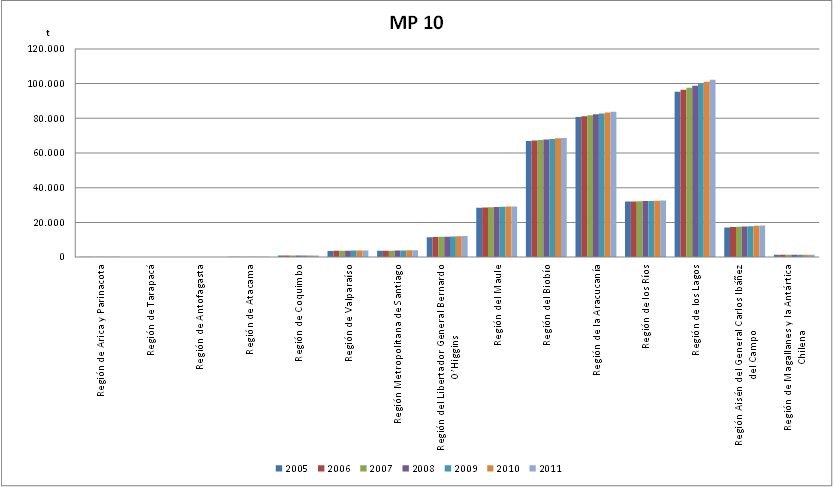 MP 10
t
120.000
100.000
80.000
60.000
40.000
20.000
0
Región de Arica y Parinacota
Región de Tarapacá
Región de Antofagasta
Región de Atacama
Región de Coquimbo
Región de Valparaíso
Región Metropolitana de Santiago
Región del Libertador General Bernardo
O´Higgins
Región del Maule
Región del Biobío
Región de la Aracucanía
Región de los Ríos
Región de los Lagos
Región Aisén del General Carlos Ibáñez
del Campo
Región de Magallanes y la Antártica
Chilena
2005 2006 2007 2008 2009 2010 2011